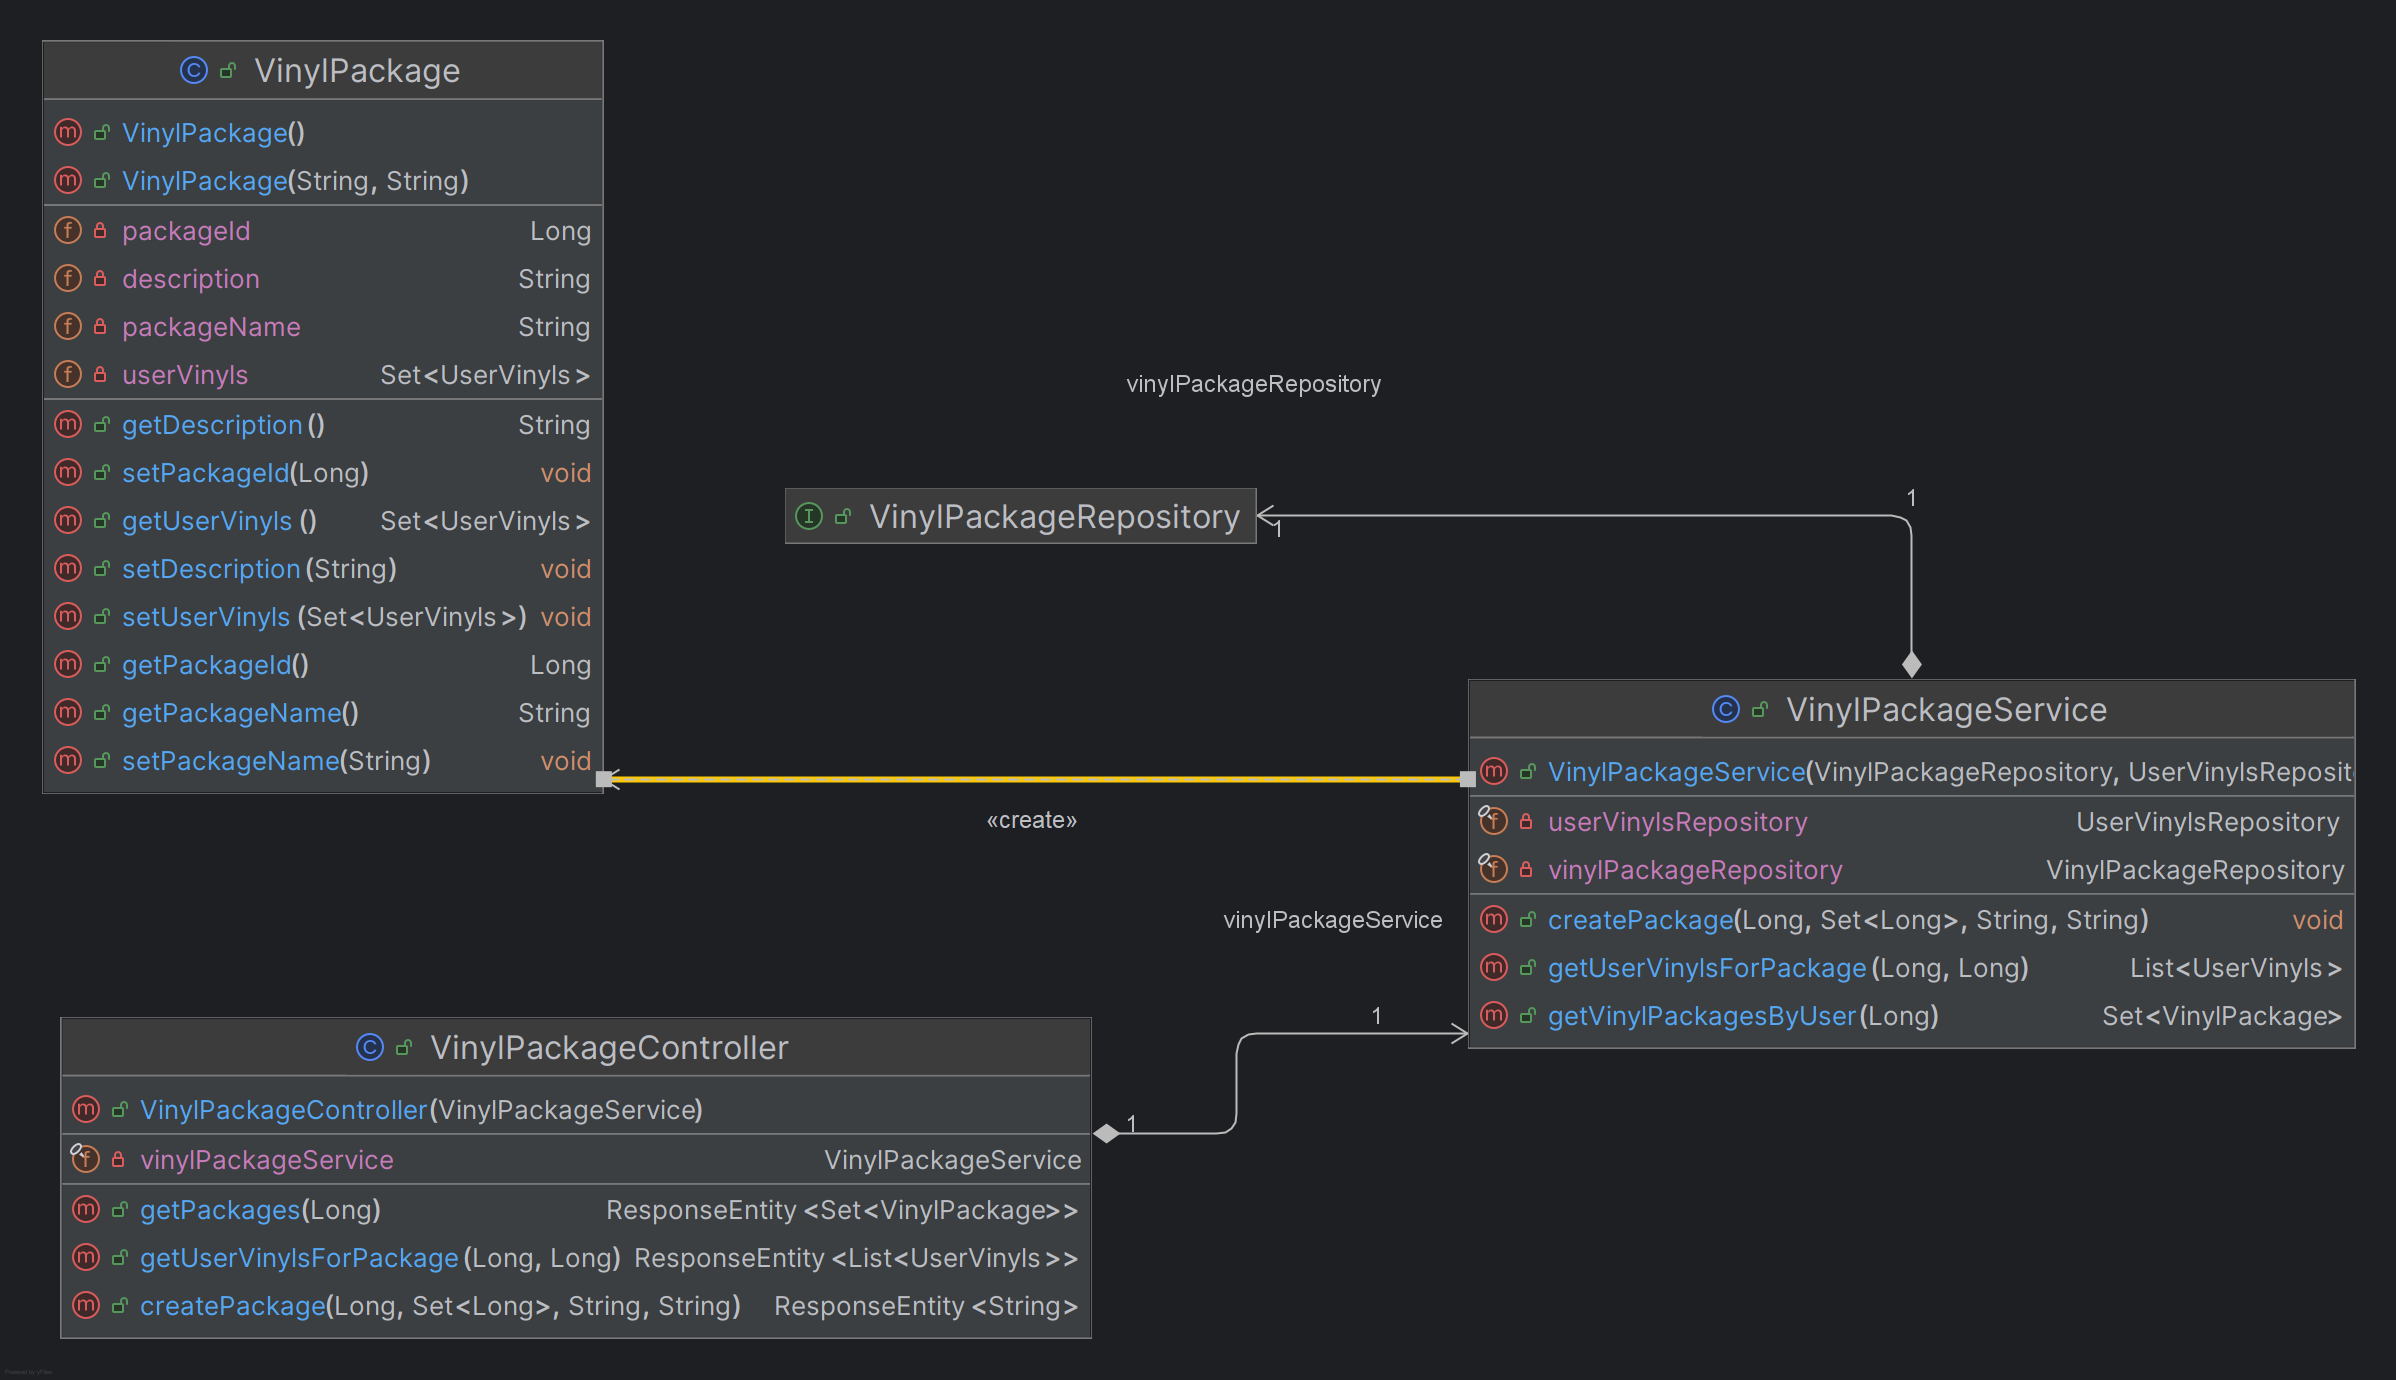 VinylPackage
VinylPackage()
VinylPackage(String, String)
packageId Long
description String
packageName String
userVinyls Set<UserVinyls>
getDescription() String
setPackageId(Long) void
getUserVinyls() Set<UserVinyls>
setDescription(String) void
setUserVinyls(Set<UserVinyls>) void
getPackageId() Long
getPackageName() String
setPackageName(String) void
vinylPackageRepository
VinylPackageRepository
1
1
«create»
VinylPackageService
VinylPackageService(VinylPackageRepository, UserVinylsReposit
userVinylsRepository UserVinylsRepository
vinylPackageRepository VinylPackageRepository
createPackage(Long, Set<Long>, String, String) void
getUserVinylsForPackage(Long, Long) List<UserVinyls>
getVinylPackagesByUser(Long) Set<VinylPackage>
vinylPackageService
1
1
VinylPackageController
VinylPackageController(VinylPackageService)
vinylPackageService VinylPackageService
getPackages(Long) ResponseEntity<Set<VinylPackage>>
getUserVinylsForPackage(Long, Long) ResponseEntity<List<UserVinyls>>
createPackage(Long, Set<Long>, String, String) ResponseEntity<String>
Powered by yFiles